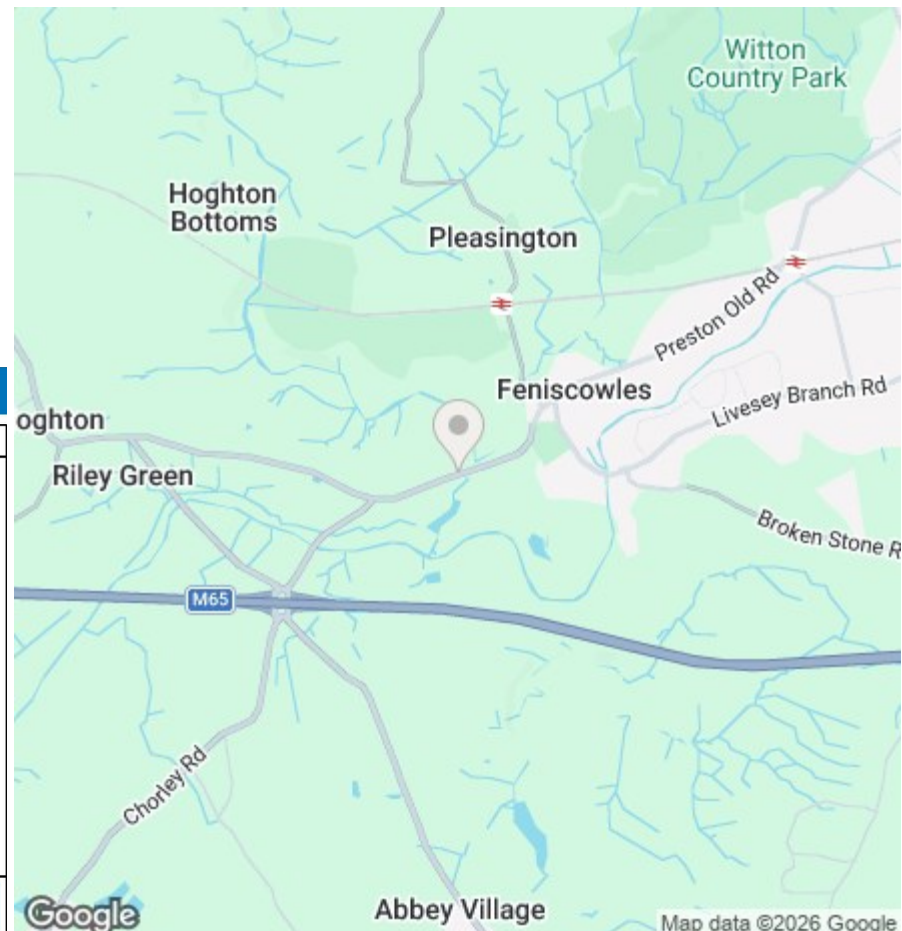 Witton
Country Park
Hoghton
Bottoms
Pleasington
Preston Old Rd
Feniscowles
Livesey Branch Rd
oghton
Riley Green
Broken Stone R
M65
Chorley Rd
Abbey Village
Google
Map data ©2026 Google